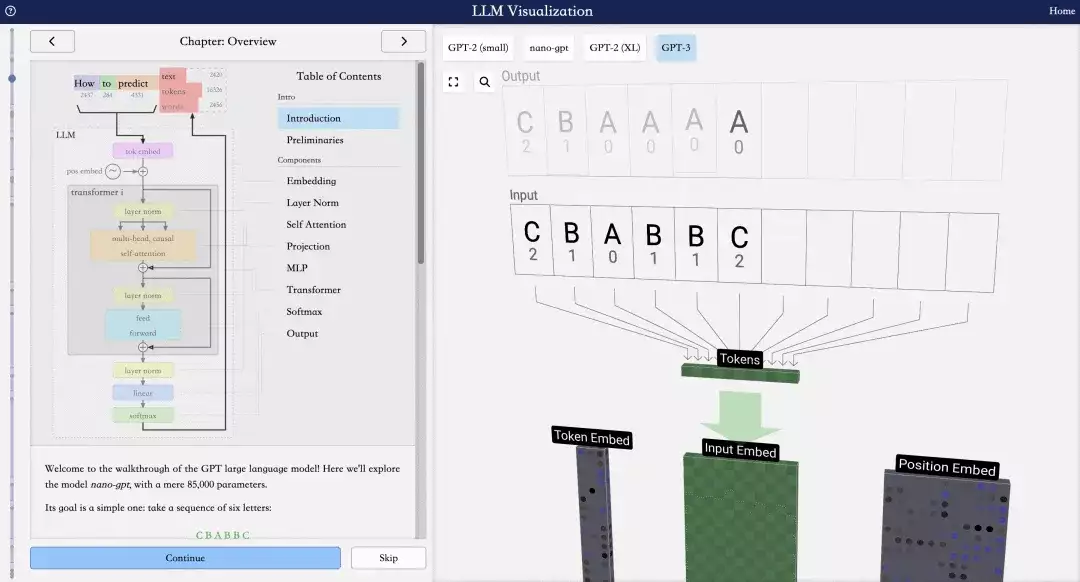 LLM Visualization
Home
Chapter: Overview
How to predict
2437 284 4331
text 2420
tokens 16326
words 2456
LLM
tok embed
pos embed
transformer i
layer norm
multi-head, causal
self-attention
layer norm
feed
forward
layer norm
linear
softmax
Table of Contents
Intro
Introduction
Preliminaries
Components
Embedding
Layer Norm
Self Attention
Projection
MLP
Transformer
Softmax
Output
Welcome to the walkthrough of the GPT large language model! Here we'll explore
the model nano-gpt, with a mere 85,000 parameters.
Its goal is a simple one: take a sequence of six letters:
C B A B B C
Continue
Skip
GPT-2 (small)
nano-gpt
GPT-2 (XL)
GPT-3
Output
C B A A A A
2 1 0 0 0 0
Input
C B A B B C
2 1 0 1 1 2
Tokens
Token Embed
Input Embed
Position Embed